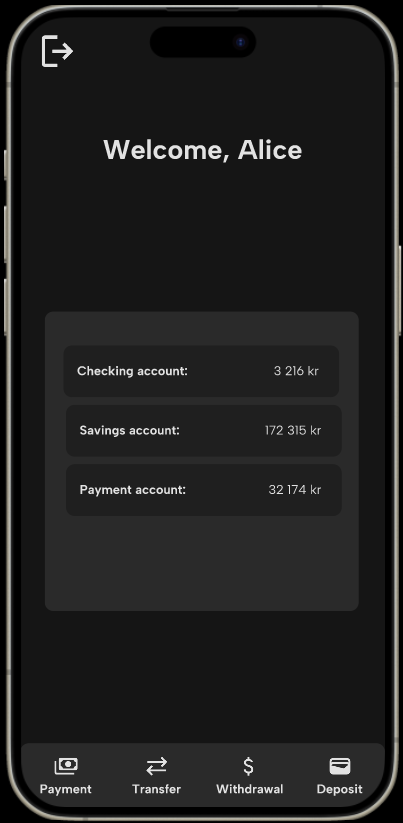 Welcome, Alice
Checking account: 3 216 kr
Savings account: 172 315 kr
Payment account: 32 174 kr
Payment Transfer Withdrawal Deposit